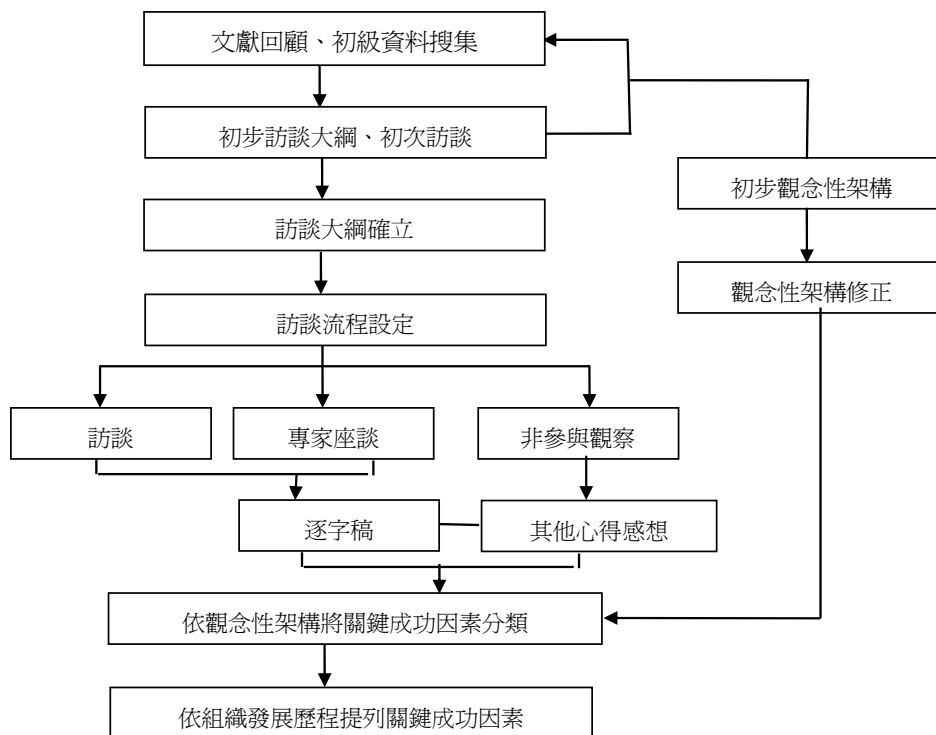 文獻回顧、初級資料搜集
初步訪談大綱、初次訪談
初步觀念性架構
訪談大綱確立
觀念性架構修正
訪談流程設定
訪談
專家座談
非參與觀察
逐字稿
其他心得感想
依觀念性架構將關鍵成功因素分類
依組織發展歷程提列關鍵成功因素